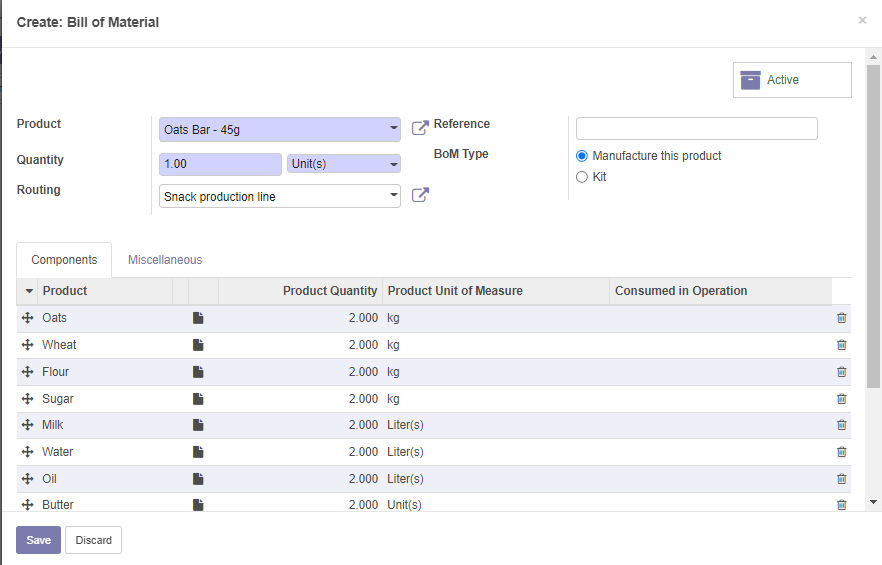 Create: Bill of Material
×
Active
Product Oats Bar - 45g Reference
Quantity 1.00 Unit(s) BoM Type Manufacture this product
Kit
Routing Snack production line
Components Miscellaneous
Product Product Quantity Product Unit of Measure Consumed in Operation
Oats 2.000 kg
Wheat 2.000 kg
Flour 2.000 kg
Sugar 2.000 kg
Milk 2.000 Liter(s)
Water 2.000 Liter(s)
Oil 2.000 Liter(s)
Butter 2.000 Unit(s)
Save Discard